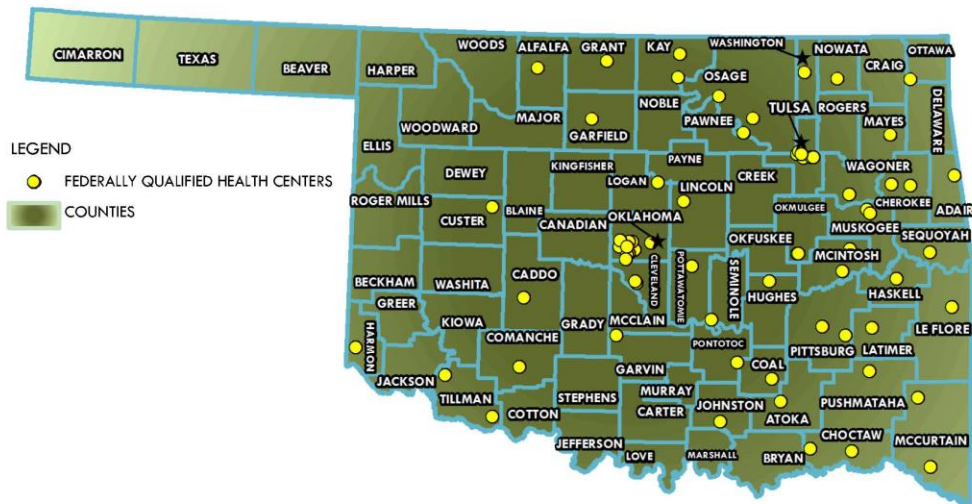 CIMARRON
TEXAS
BEAVER
HARPER
WOODS
ALFALFA
GRANT
KAY
WASHINGTON
NOWATA
CRAIG
OTTAWA
OSAGE
NOBLE
PAWNEE
TULSA
ROGERS
MAYES
DELAWARE
WOODWARD
MAJOR
GARFIELD
ELLIS
LEGEND
FEDERALLY QUALIFIED HEALTH CENTERS
COUNTIES
DEWEY
KINGFISHER
LOGAN
PAYNE
LINCOLN
CREEK
WAGONER
CHEROKEE
ADAIR
ROGER MILLS
CUSTER
BLAINE
CANADIAN
OKLAHOMA
OKMULGEE
MUSKOGEE
SEQUOYAH
OKFUSKEE
MCINTOSH
BECKHAM
WASHITA
CADDO
CLEVELAND
POTTAWATOMIE
SEMINOLE
HUGHES
HASKELL
GREER
KIOWA
GRADY
MCCLAIN
LE FLORE
HARMON
COMANCHE
PONTOTOC
PITTSBURG
LATIMER
JACKSON
GARVIN
COAL
TILLMAN
COTTON
STEPHENS
MURRAY
CARTER
JOHNSTON
ATOKA
PUSHMATAHA
JEFFERSON
LOVE
MARSHALL
BRYAN
CHOCTAW
MCCURTAIN